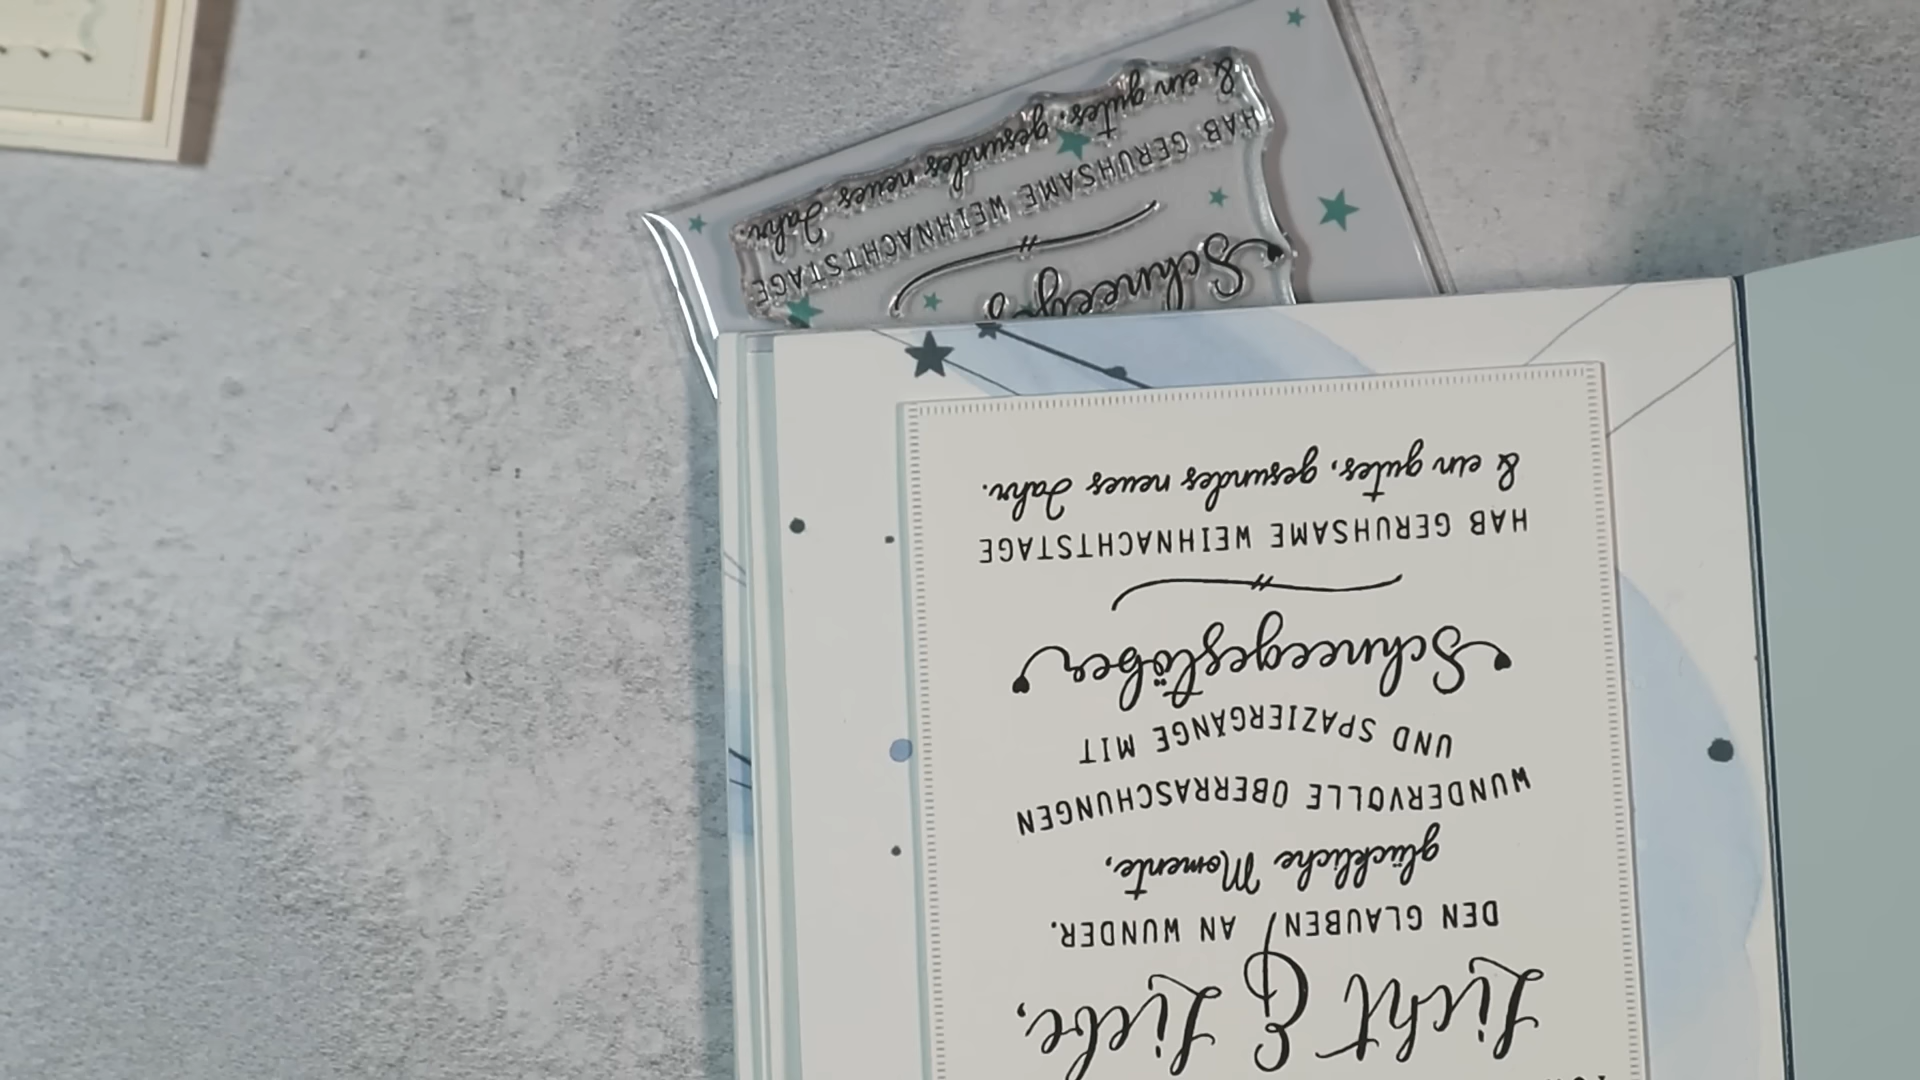 Licht & Liebe,
DEN GLAUBEN AN WUNDER.
glückliche Momente,
WUNDERVOLLE ÜBERRASCHUNGEN
UND SPAZIERGÄNGE MIT
Schneegestöber
HAB GERUHSAME WEIHNACHTSTAGE
& ein gutes, gesundes neues Jahr.
HAB GERUHSAME WEIHNACHTSTAGE
& ein gutes, gesundes neues Jahr.